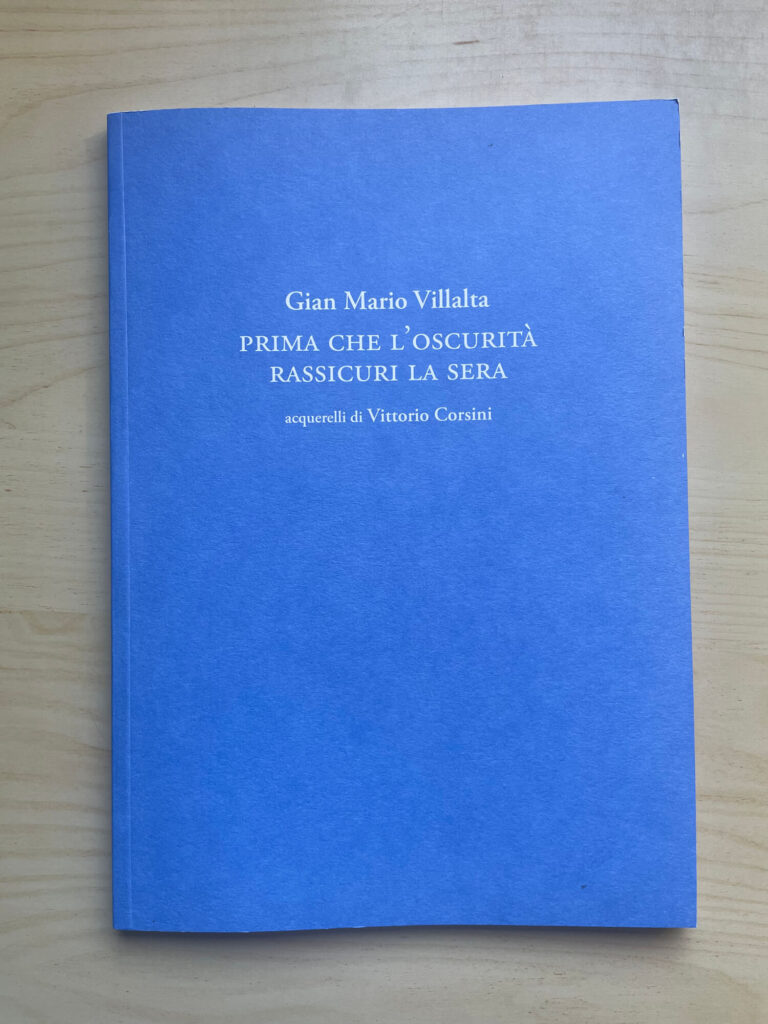 Gian Mario Villalta
PRIMA CHE L'OSCURITÀ
RASSICURI LA SERA
acquerelli di Vittorio Corsini